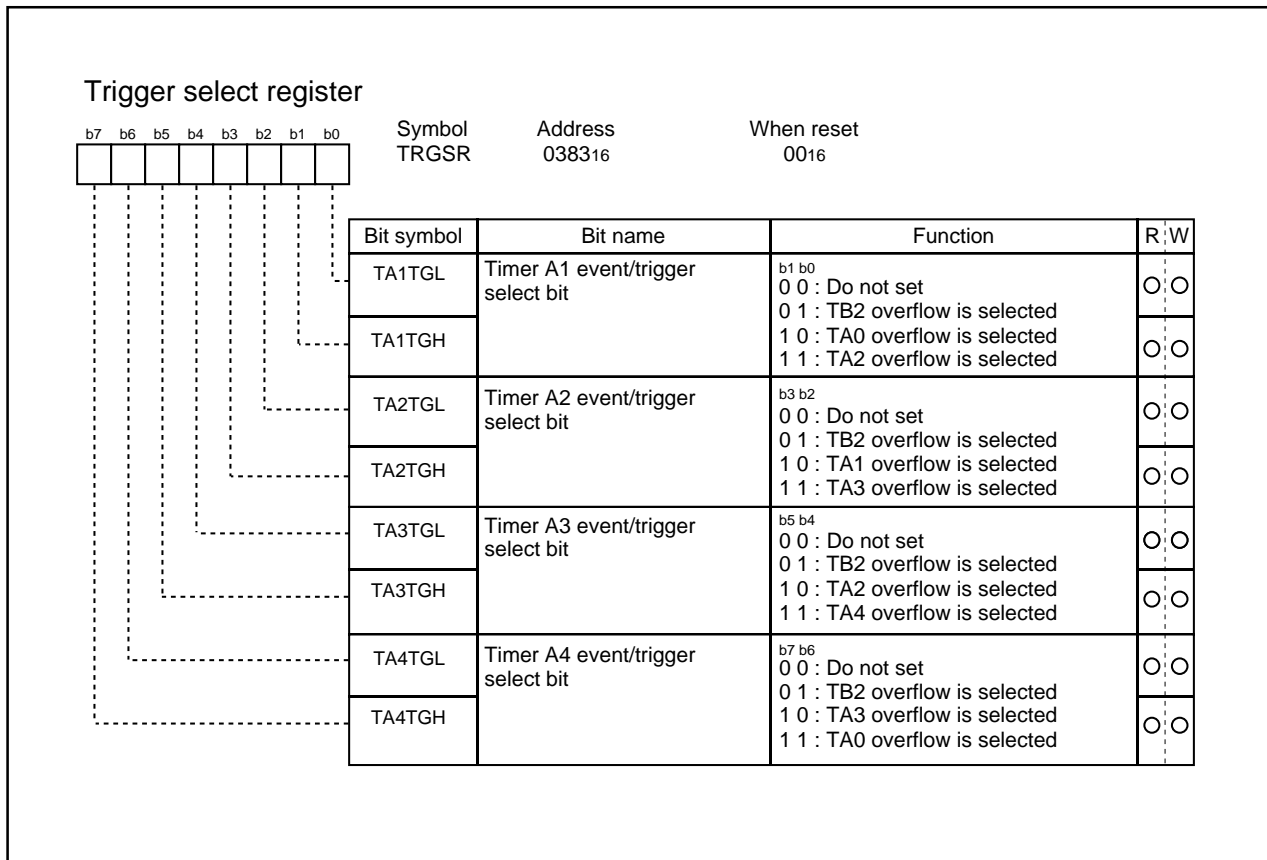 Trigger select register
b7 b6 b5 b4 b3 b2 b1 b0
Symbol Address When reset
TRGSR 038316 0016
Bit symbol Bit name Function R W
TA1TGL Timer A1 event/trigger
select bit
b1 b0
0 0 : Do not set
0 1 : TB2 overflow is selected
1 0 : TA0 overflow is selected
1 1 : TA2 overflow is selected
TA1TGH
TA2TGL Timer A2 event/trigger
select bit
b3 b2
0 0 : Do not set
0 1 : TB2 overflow is selected
1 0 : TA1 overflow is selected
1 1 : TA3 overflow is selected
TA2TGH
TA3TGL Timer A3 event/trigger
select bit
b5 b4
0 0 : Do not set
0 1 : TB2 overflow is selected
1 0 : TA2 overflow is selected
1 1 : TA4 overflow is selected
TA3TGH
TA4TGL Timer A4 event/trigger
select bit
b7 b6
0 0 : Do not set
0 1 : TB2 overflow is selected
1 0 : TA3 overflow is selected
1 1 : TA0 overflow is selected
TA4TGH